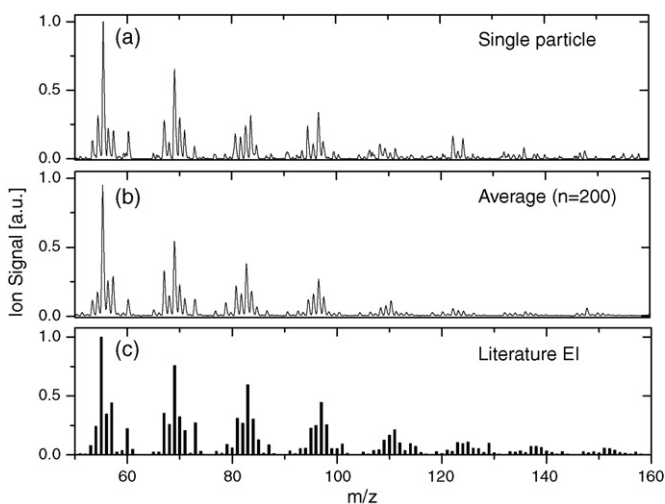 (a)
Single particle
1.0
0.5
0.0
(b)
Average (n=200)
1.0
0.5
0.0
Ion Signal [a.u.]
(c)
Literature EI
1.0
0.5
0.0
60
80
100
120
140
160
m/z